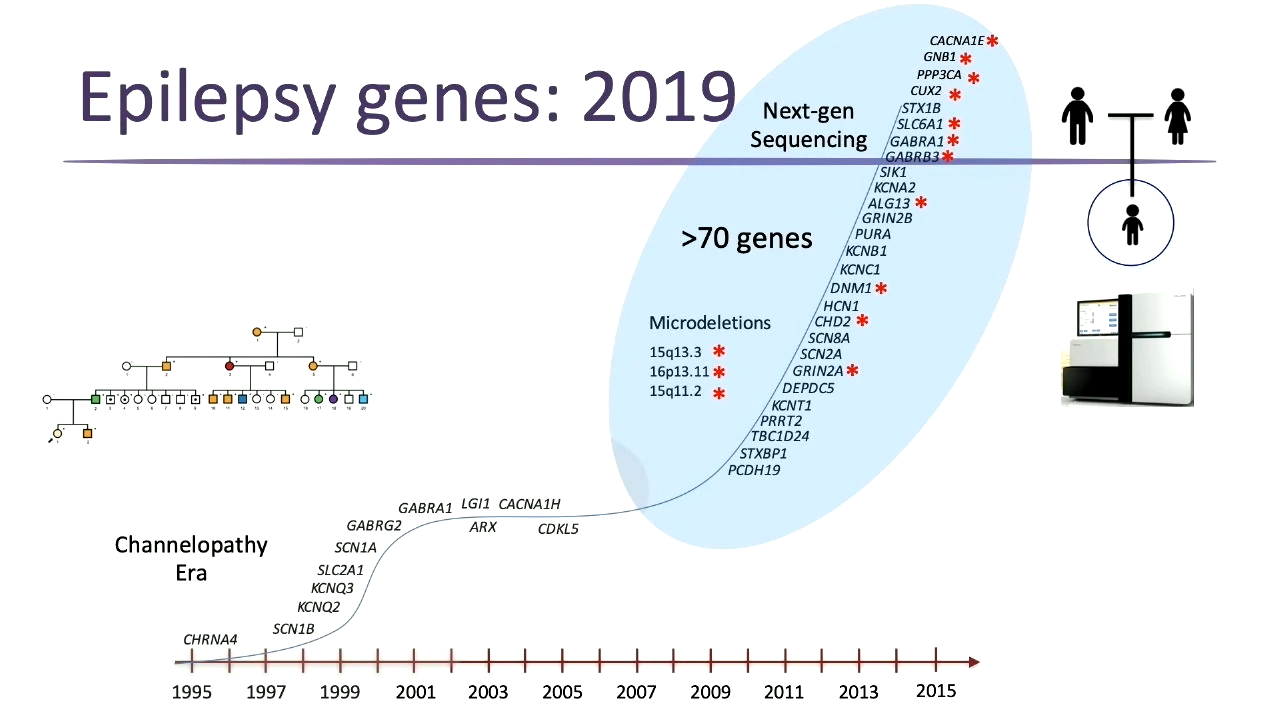 Epilepsy genes: 2019
Next-gen
Sequencing
>70 genes
Microdeletions
15q13.3 *
16p13.11 *
15q11.2 *
CACNA1E *
GNB1 *
PPP3CA *
CUX2 *
STX1B
SLC6A1 *
GABRA1 *
GABRB3 *
SIK1
KCNA2
ALG13 *
GRIN2B
PURA
KCNB1
KCNC1
DNM1 *
HCN1
CHD2 *
SCN8A
SCN2A
GRIN2A *
DEPDC5
KCNT1
PRRT2
TBC1D24
STXBP1
PCDH19
Channelopathy
Era
GABRA1 LGI1 CACNA1H
GABRG2 ARX CDKL5
SCN1A
SLC2A1
KCNQ3
KCNQ2
SCN1B
CHRNA4
1995 1997 1999 2001 2003 2005 2007 2009 2011 2013 2015